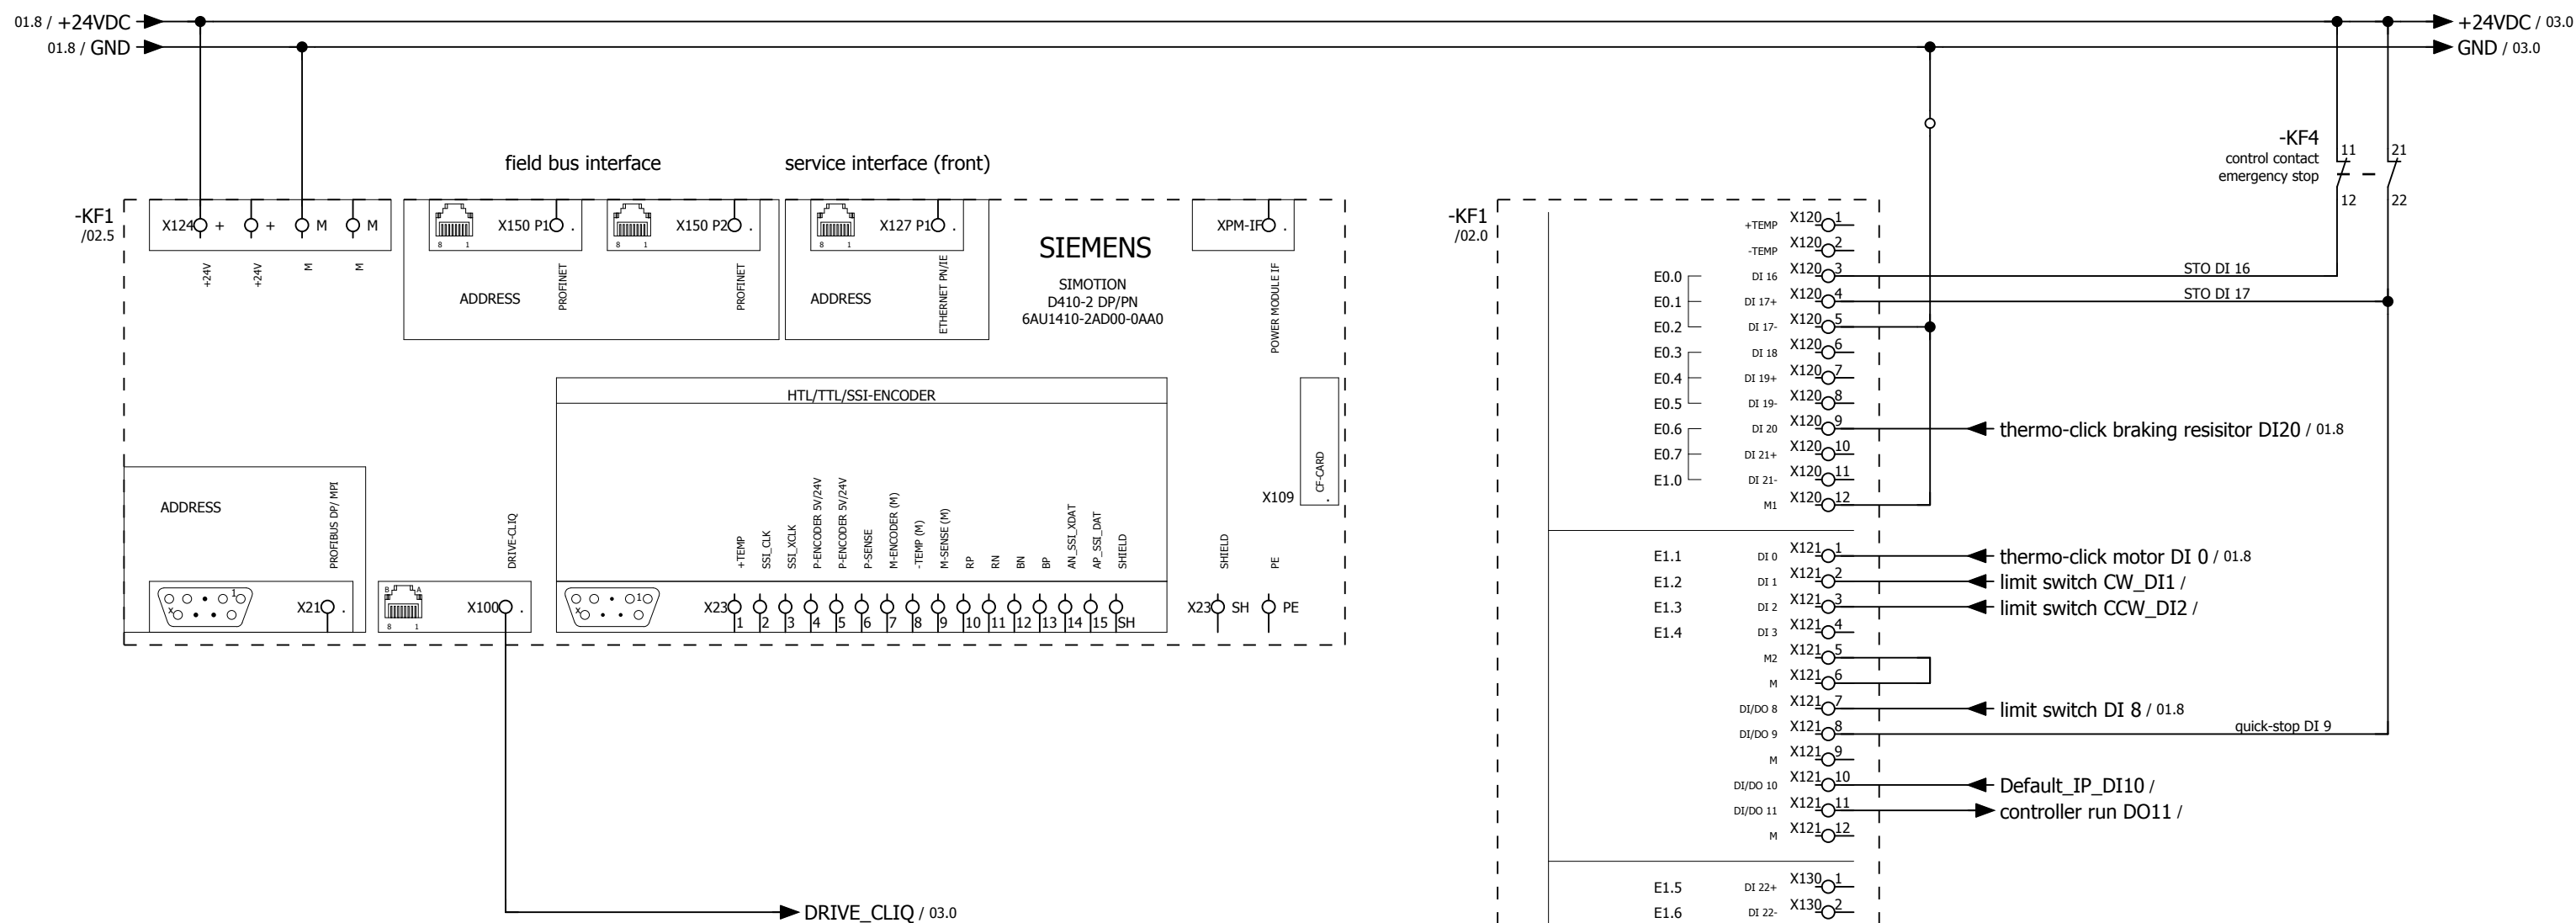 01.8 / +24VDC
01.8 / GND
+24VDC / 03.0
GND / 03.0
field bus interface
service interface (front)
-KF1
/02.5
X124 + + M M
+24V
+24V
M
M
8 1
X150 P1 .
PROFINET
8 1
X150 P2 .
PROFINET
ADDRESS
8 1
X127 P1 .
ETHERNET PN/IE
ADDRESS
SIEMENS
SIMOTION
D410-2 DP/PN
6AU1410-2AD00-0AA0
XPM-IF .
POWER MODULE IF
HTL/TTL/SSI-ENCODER
CF-CARD
.
X109
ADDRESS
PROFIBUS DP/ MPI
1
x
X21 .
DRIVE-CLIQ
B A
8 1
X100 .
+TEMP
SSI_CLK
SSI_XCLK
P-ENCODER 5V/24V
P-ENCODER 5V/24V
P-SENSE
M-ENCODER (M)
-TEMP (M)
M-SENSE (M)
RP
RN
BN
BP
AN_SSI_XDAT
AP_SSI_DAT
SHIELD
1
x
X23
1 2 3 4 5 6 7 8 9 10 11 12 13 14 15 SH
SHIELD
PE
X23 SH PE
DRIVE_CLIQ / 03.0
-KF4
control contact
emergency stop
11 21
12 22
-KF1
/02.0
+TEMP X120 1
-TEMP X120 2
E0.0 DI 16 X120 3 STO DI 16
E0.1 DI 17+ X120 4 STO DI 17
E0.2 DI 17- X120 5
E0.3 DI 18 X120 6
E0.4 DI 19+ X120 7
E0.5 DI 19- X120 8
E0.6 DI 20 X120 9 thermo-click braking resisitor DI20 / 01.8
E0.7 DI 21+ X120 10
E1.0 DI 21- X120 11
M1 X120 12
E1.1 DI 0 X121 1 thermo-click motor DI 0 / 01.8
E1.2 DI 1 X121 2 limit switch CW_DI1 /
E1.3 DI 2 X121 3 limit switch CCW_DI2 /
E1.4 DI 3 X121 4
M2 X121 5
M X121 6
DI/DO 8 X121 7 limit switch DI 8 / 01.8
DI/DO 9 X121 8 quick-stop DI 9
M X121 9
DI/DO 10 X121 10 Default_IP_DI10 /
DI/DO 11 X121 11 controller run DO11 /
M X121 12
E1.5 DI 22+ X130 1
E1.6 DI 22- X130 2